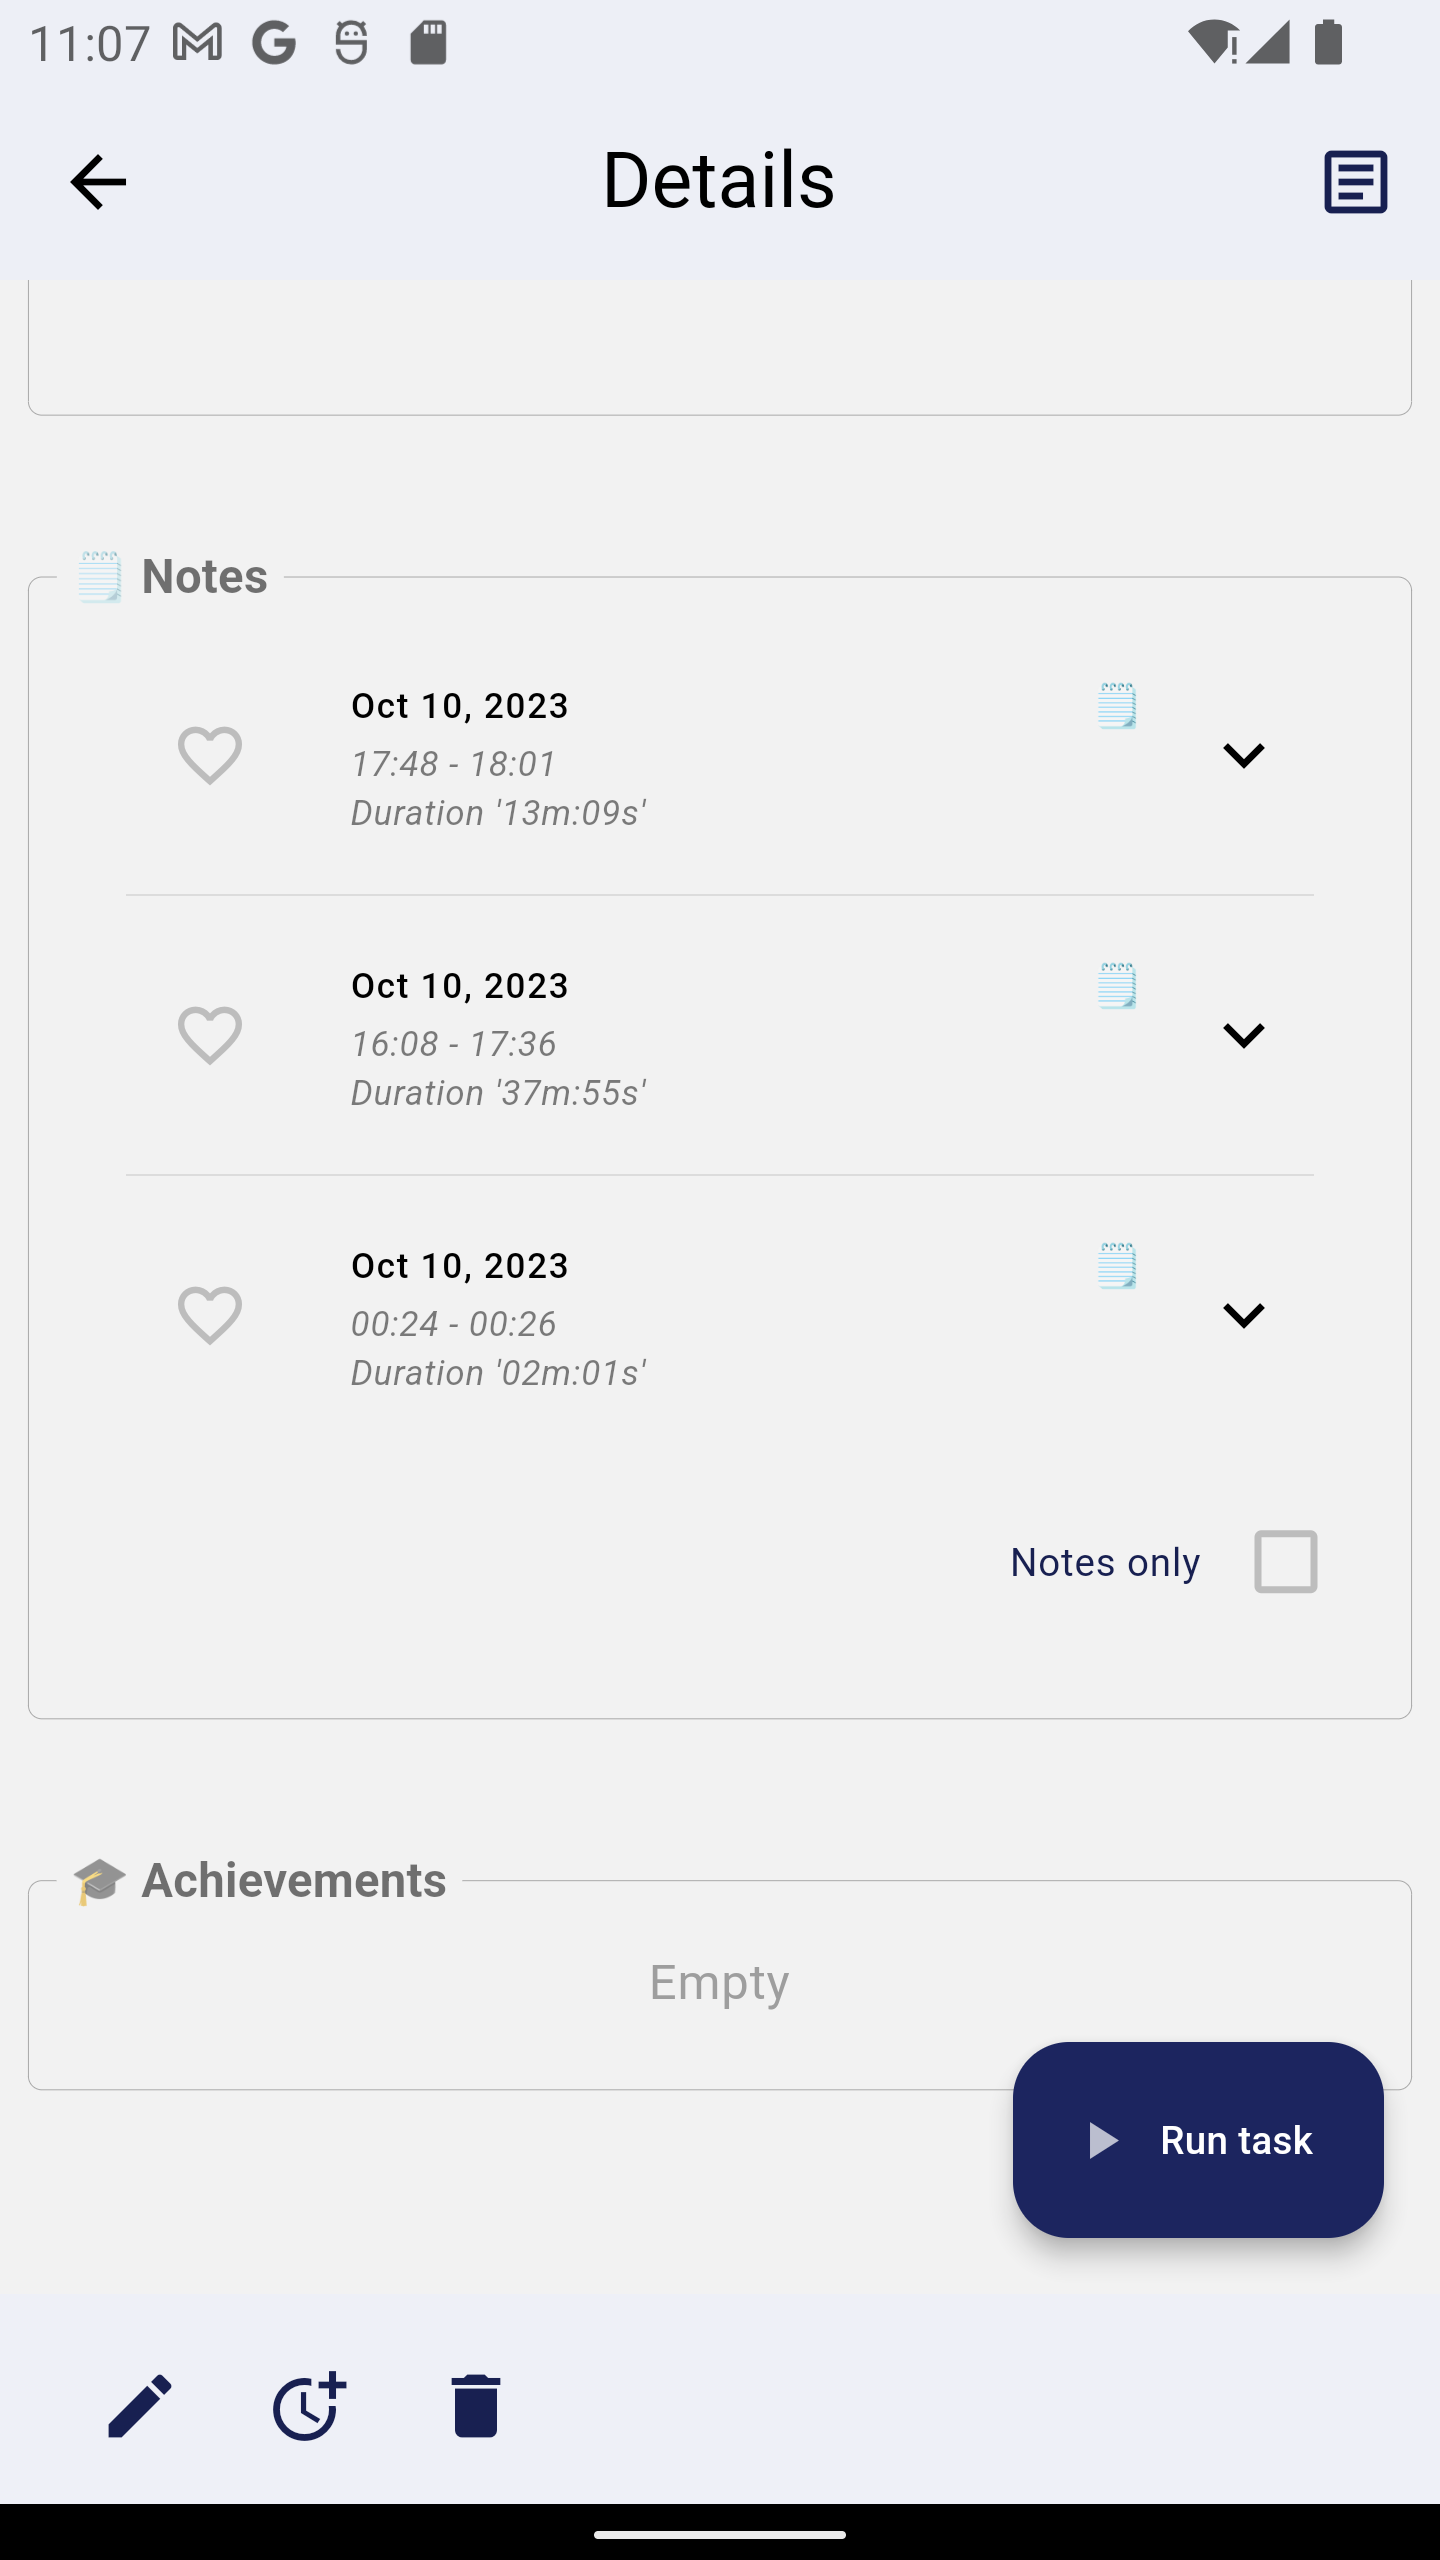 11:07
Details
Notes
Oct 10, 2023
17:48 - 18:01
Duration '13m:09s'
Oct 10, 2023
16:08 - 17:36
Duration '37m:55s'
Oct 10, 2023
00:24 - 00:26
Duration '02m:01s'
Notes only
Achievements
Empty
Run task